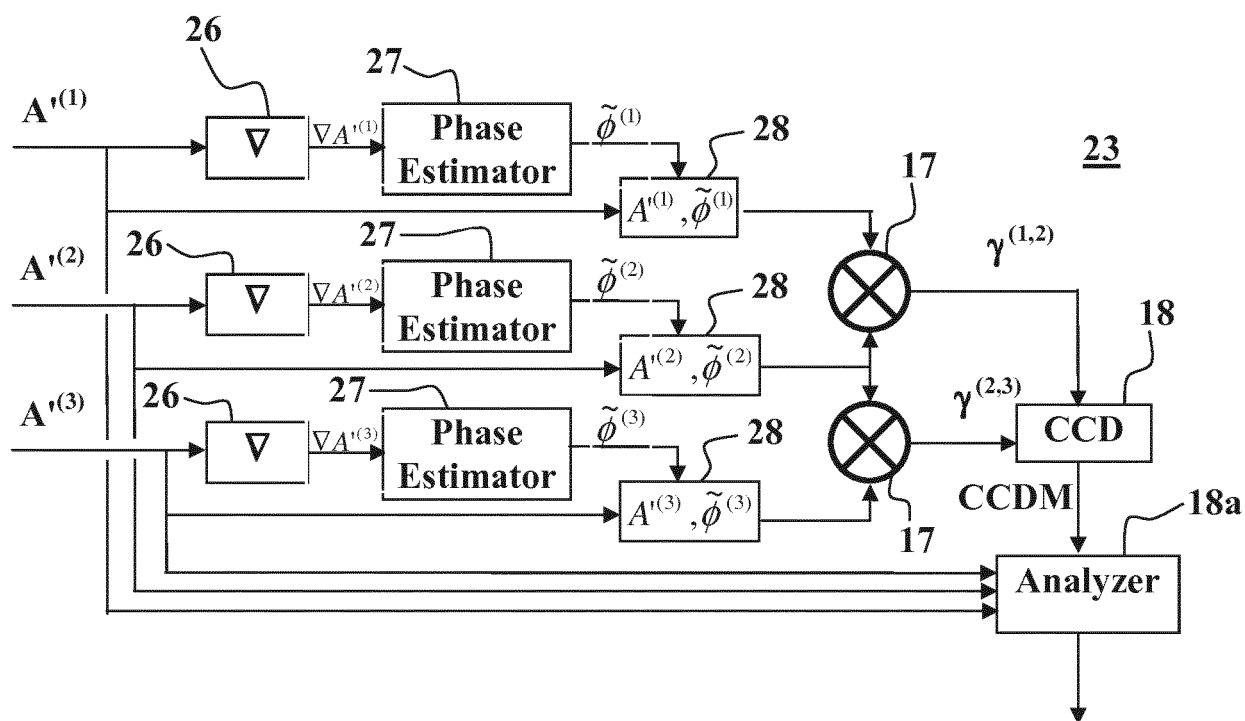 26
27
A'⁽¹⁾
∇
∇A'⁽¹⁾
Phase
Estimator
ϕ̃⁽¹⁾
28
23
A'⁽¹⁾, ϕ̃⁽¹⁾
17
A'⁽²⁾
26
27
∇
∇A'⁽²⁾
Phase
Estimator
ϕ̃⁽²⁾
28
γ⁽¹,²⁾
A'⁽²⁾, ϕ̃⁽²⁾
18
A'⁽³⁾
26
27
∇
∇A'⁽³⁾
Phase
Estimator
ϕ̃⁽³⁾
28
γ⁽²,³⁾
CCD
A'⁽³⁾, ϕ̃⁽³⁾
17
CCDM
18a
Analyzer